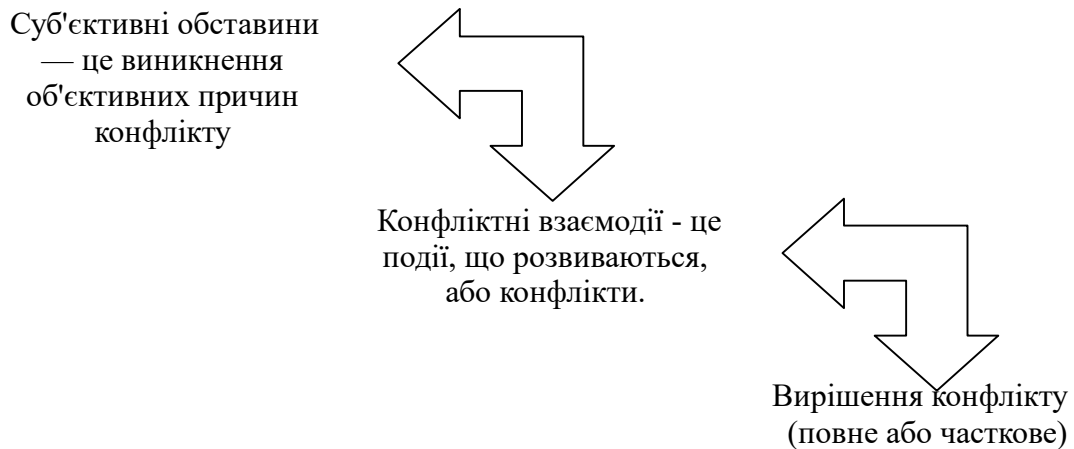 Суб'єктивні обставини
— це виникнення
об'єктивних причин
конфлікту
Конфліктні взаємодії - це
події, що розвиваються,
або конфлікти.
Вирішення конфлікту
(повне або часткове)